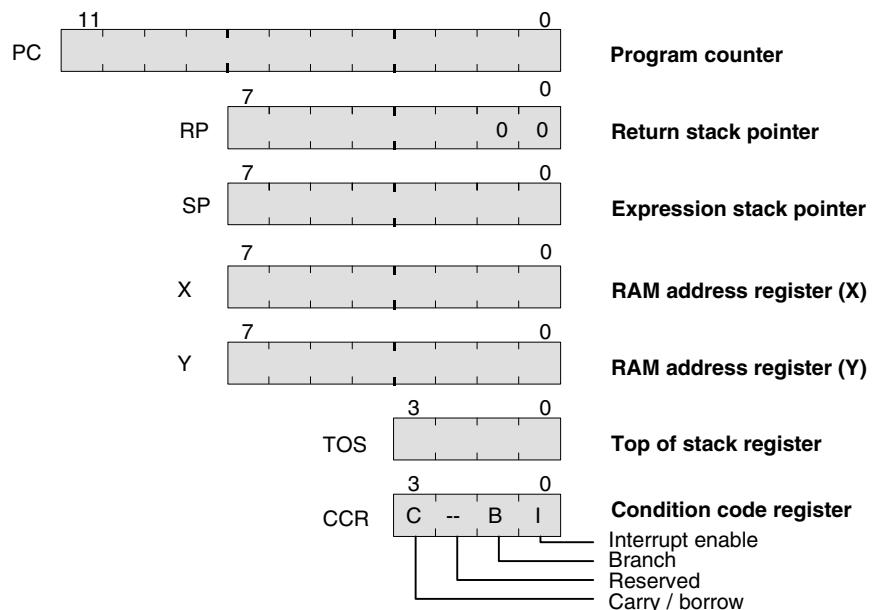 11 0
PC Program counter
7 0
RP 0 0 Return stack pointer
7 0
SP Expression stack pointer
7 0
X RAM address register (X)
7 0
Y RAM address register (Y)
3 0
TOS Top of stack register
3 0
CCR C -- B I Condition code register
Interrupt enable
Branch
Reserved
Carry / borrow